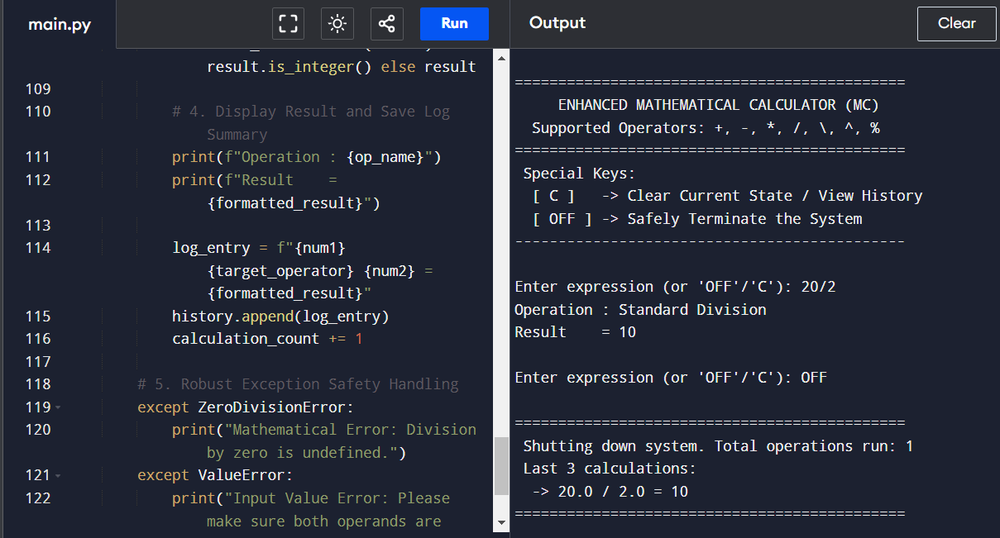 main.py
Run
result.is_integer() else result
109
110 # 4. Display Result and Save Log
Summary
111 print(f"Operation : {op_name}")
112 print(f"Result    =
{formatted_result}")
113
114 log_entry = f"{num1}
{target_operator} {num2} =
{formatted_result}"
115 history.append(log_entry)
116 calculation_count += 1
117
118 # 5. Robust Exception Safety Handling
119 except ZeroDivisionError:
120 print("Mathematical Error: Division
by zero is undefined.")
121 except ValueError:
122 print("Input Value Error: Please
make sure both operands are
Output
Clear
=============================================
ENHANCED MATHEMATICAL CALCULATOR (MC)
Supported Operators: +, -, *, /, \, ^, %
=============================================
Special Keys:
[ C ]   -> Clear Current State / View History
[ OFF ] -> Safely Terminate the System
---------------------------------------------
Enter expression (or 'OFF'/'C'): 20/2
Operation : Standard Division
Result    = 10
Enter expression (or 'OFF'/'C'): OFF
=============================================
Shutting down system. Total operations run: 1
Last 3 calculations:
-> 20.0 / 2.0 = 10
=============================================